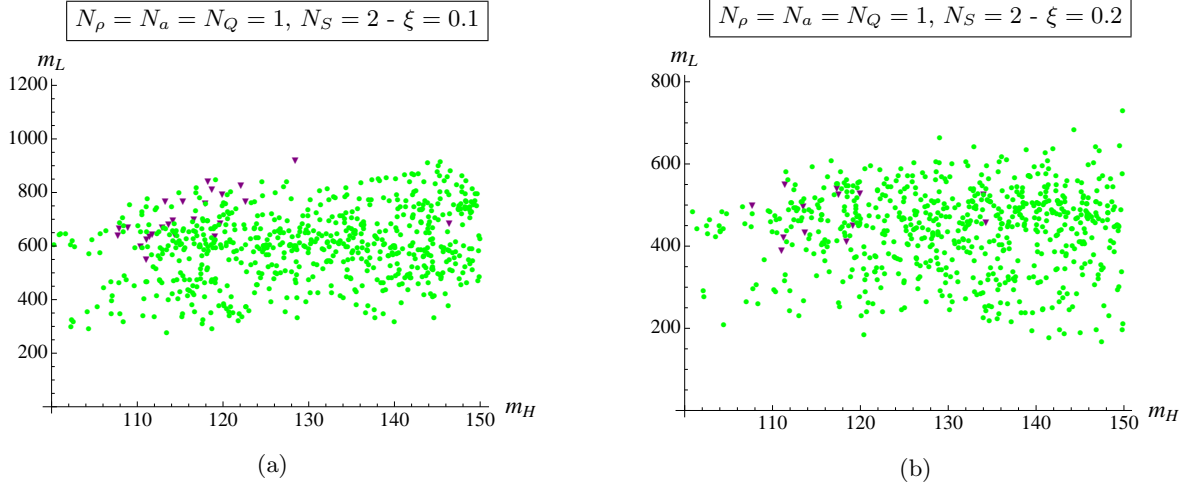 N_ρ = N_a = N_Q = 1, N_S = 2 - ξ = 0.1
m_L
1200
1000
800
600
400
200
110
120
130
140
150
m_H
(a)
N_ρ = N_a = N_Q = 1, N_S = 2 - ξ = 0.2
m_L
800
600
400
200
110
120
130
140
150
m_H
(b)